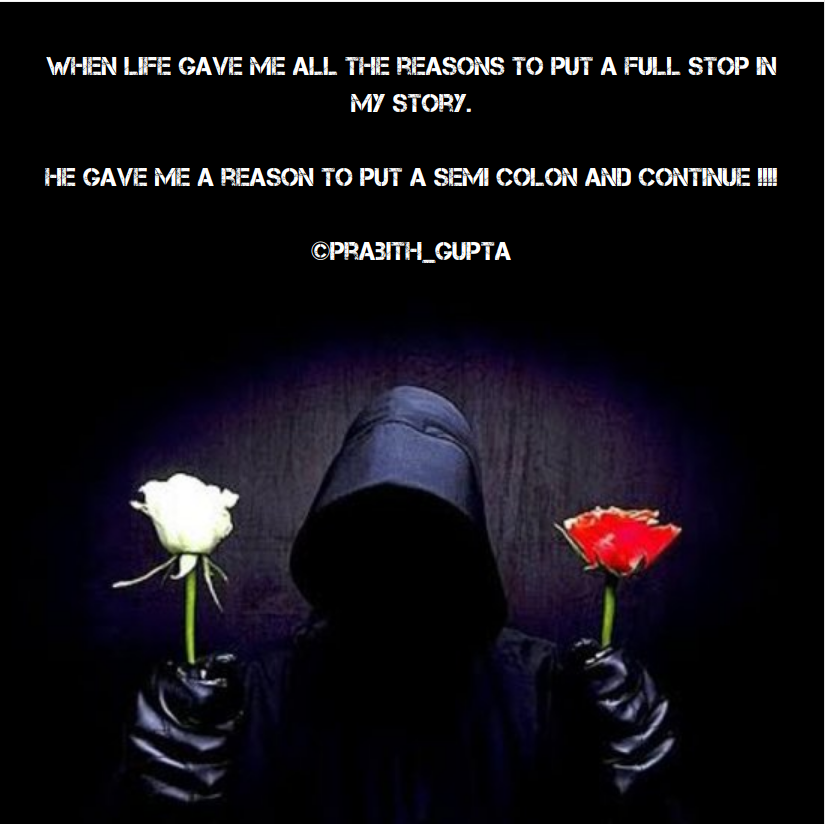 WHEN LIFE GAVE ME ALL THE REASONS TO PUT A FULL STOP IN
MY STORY.
HE GAVE ME A REASON TO PUT A SEMI COLON AND CONTINUE !!!!
©PRABITH_GUPTA